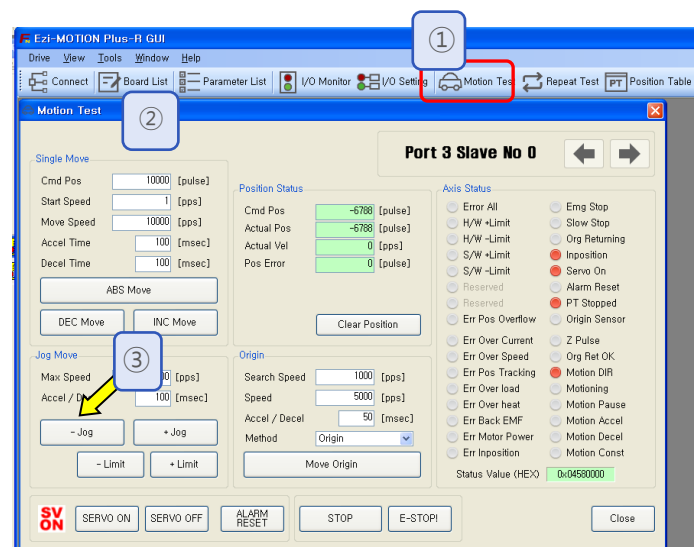 Ezi-MOTION Plus-R GUI
①
Drive View Tools Window Help
Connect Board List Parameter List I/O Monitor I/O Setting Motion Test Repeat Test PT Position Table
Motion Test
②
Port 3 Slave No 0
Single Move
Cmd Pos 10000 [pulse]
Start Speed 1 [pps]
Move Speed 10000 [pps]
Accel Time 100 [msec]
Decel Time 100 [msec]
ABS Move
DEC Move INC Move
Position Status
Cmd Pos -6788 [pulse]
Actual Pos -6788 [pulse]
Actual Vel 0 [pps]
Pos Error 0 [pulse]
Clear Position
Jog Move
③
Max Speed [pps]
Accel / 100 [msec]
- Jog + Jog
- Limit + Limit
Origin
Search Speed 1000 [pps]
Speed 5000 [pps]
Accel / Decel 50 [msec]
Method Origin
Move Origin
Axis Status
Error All Emg Stop
H/W +Limit Slow Stop
H/W -Limit Org Returning
S/W +Limit Inposition
S/W -Limit Servo On
Reserved Alarm Reset
Reserved PT Stopped
Err Pos Overflow Origin Sensor
Err Over Current Z Pulse
Err Over Speed Org Ret OK
Err Pos Tracking Motion DIR
Err Over load Motioning
Err Over heat Motion Pause
Err Back EMF Motion Accel
Err Motor Power Motion Decel
Err Inposition Motion Const
Status Value (HEX) 0x04580000
SV
ON
SERVO ON SERVO OFF
ALARM
RESET
STOP E-STOP! Close